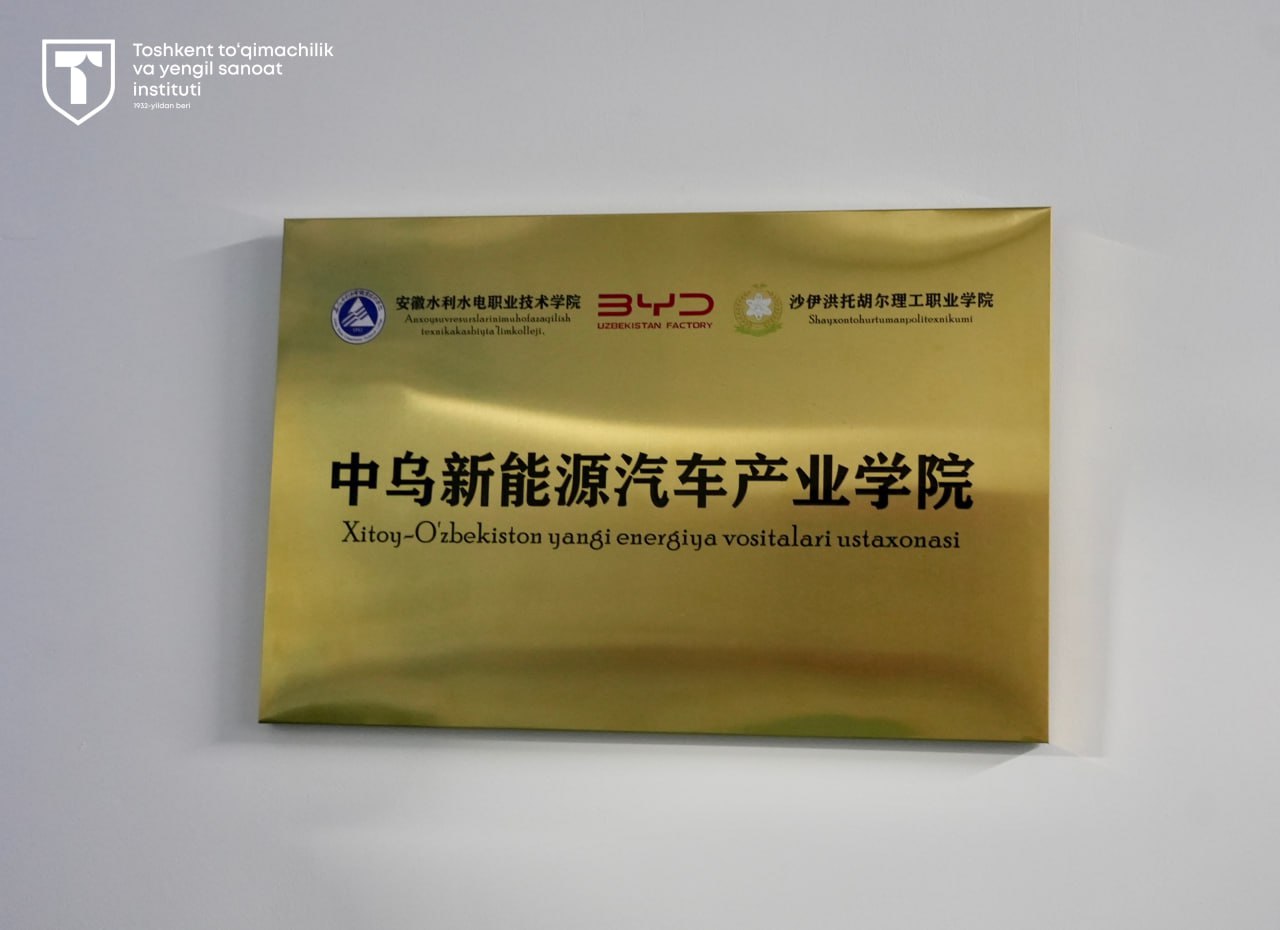 Toshkent to‘qimachilik
va yengil sanoat
instituti
1932-yildan beri
安徽水利水电职业技术学院
Anxoysuvresurslarinimuhofazaqilish
texnikakasbiyta'limkolleji.
BYD
UZBEKISTAN FACTORY
沙伊洪托胡尔理工职业学院
Shayxontohurtumanpolitexnikumi
中乌新能源汽车产业学院
Xitoy-O'zbekiston yangi energiya vositalari ustaxonasi